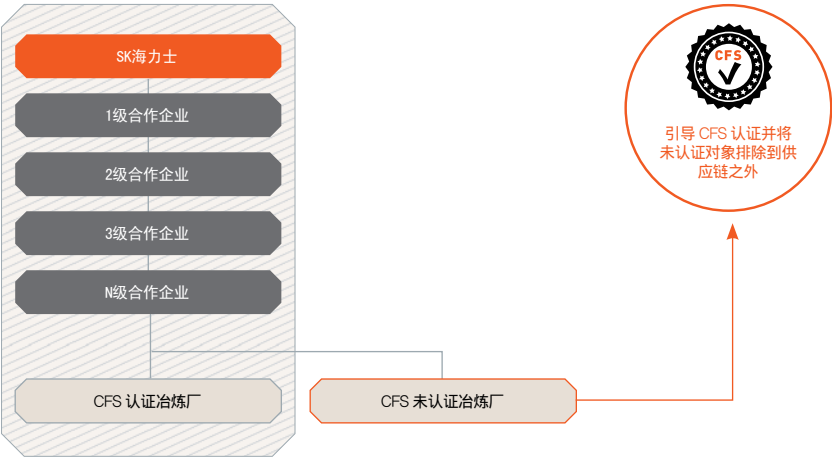 SK海力士
1级合作企业
2级合作企业
3级合作企业
N级合作企业
CFS 认证冶炼厂
CFS 未认证冶炼厂
CFS
引导 CFS 认证并将
未认证对象排除到供
应链之外